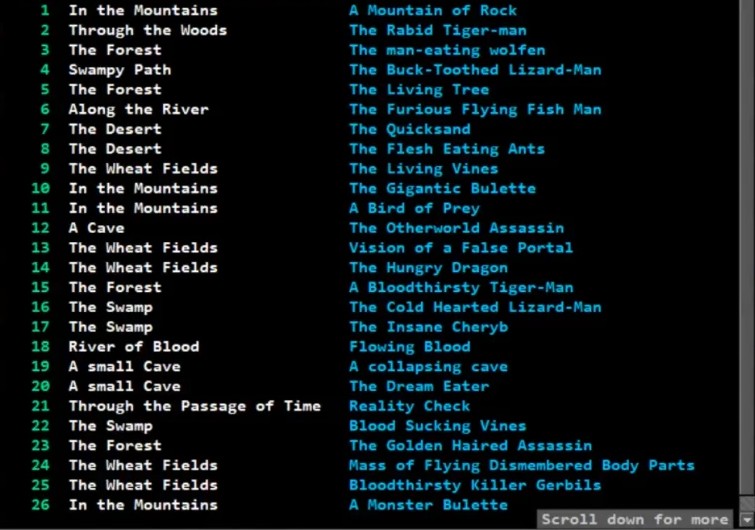 1 In the Mountains A Mountain of Rock
2 Through the Woods The Rabid Tiger-man
3 The Forest The man-eating wolfen
4 Swampy Path The Buck-Toothed Lizard-Man
5 The Forest The Living Tree
6 Along the River The Furious Flying Fish Man
7 The Desert The Quicksand
8 The Desert The Flesh Eating Ants
9 The Wheat Fields The Living Vines
10 In the Mountains The Gigantic Bulette
11 In the Mountains A Bird of Prey
12 A Cave The Otherworld Assassin
13 The Wheat Fields Vision of a False Portal
14 The Wheat Fields The Hungry Dragon
15 The Forest A Bloodthirsty Tiger-Man
16 The Swamp The Cold Hearted Lizard-Man
17 The Swamp The Insane Cheryb
18 River of Blood Flowing Blood
19 A small Cave A collapsing cave
20 A small Cave The Dream Eater
21 Through the Passage of Time Reality Check
22 The Swamp Blood Sucking Vines
23 The Forest The Golden Haired Assassin
24 The Wheat Fields Mass of Flying Dismembered Body Parts
25 The Wheat Fields Bloodthirsty Killer Gerbils
26 In the Mountains A Monster Bulette
Scroll down for more